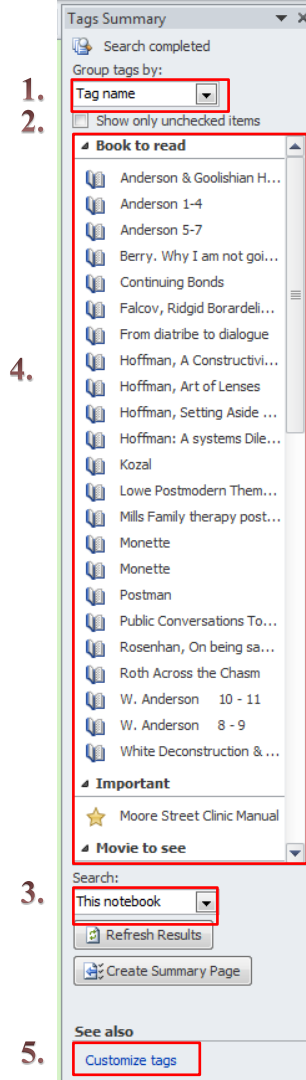 Tags Summary
Search completed
Group tags by:
1.
Tag name
2.
Show only unchecked items
Book to read
Anderson & Goolishian H...
Anderson 1-4
Anderson 5-7
Berry. Why I am not goi...
Continuing Bonds
Falcov, Ridgid Borardeli...
From diatribe to dialogue
4.
Hoffman, A Constructivi...
Hoffman, Art of Lenses
Hoffman, Setting Aside ...
Hoffman: A systems Dile...
Kozal
Lowe Postmodern Them...
Mills Family therapy post...
Monette
Monette
Postman
Public Conversations To...
Rosenhan, On being sa...
Roth Across the Chasm
W. Anderson 10 - 11
W. Anderson 8 - 9
White Deconstruction & ...
Important
Moore Street Clinic Manual
Movie to see
Search:
3.
This notebook
Refresh Results
Create Summary Page
See also
5.
Customize tags